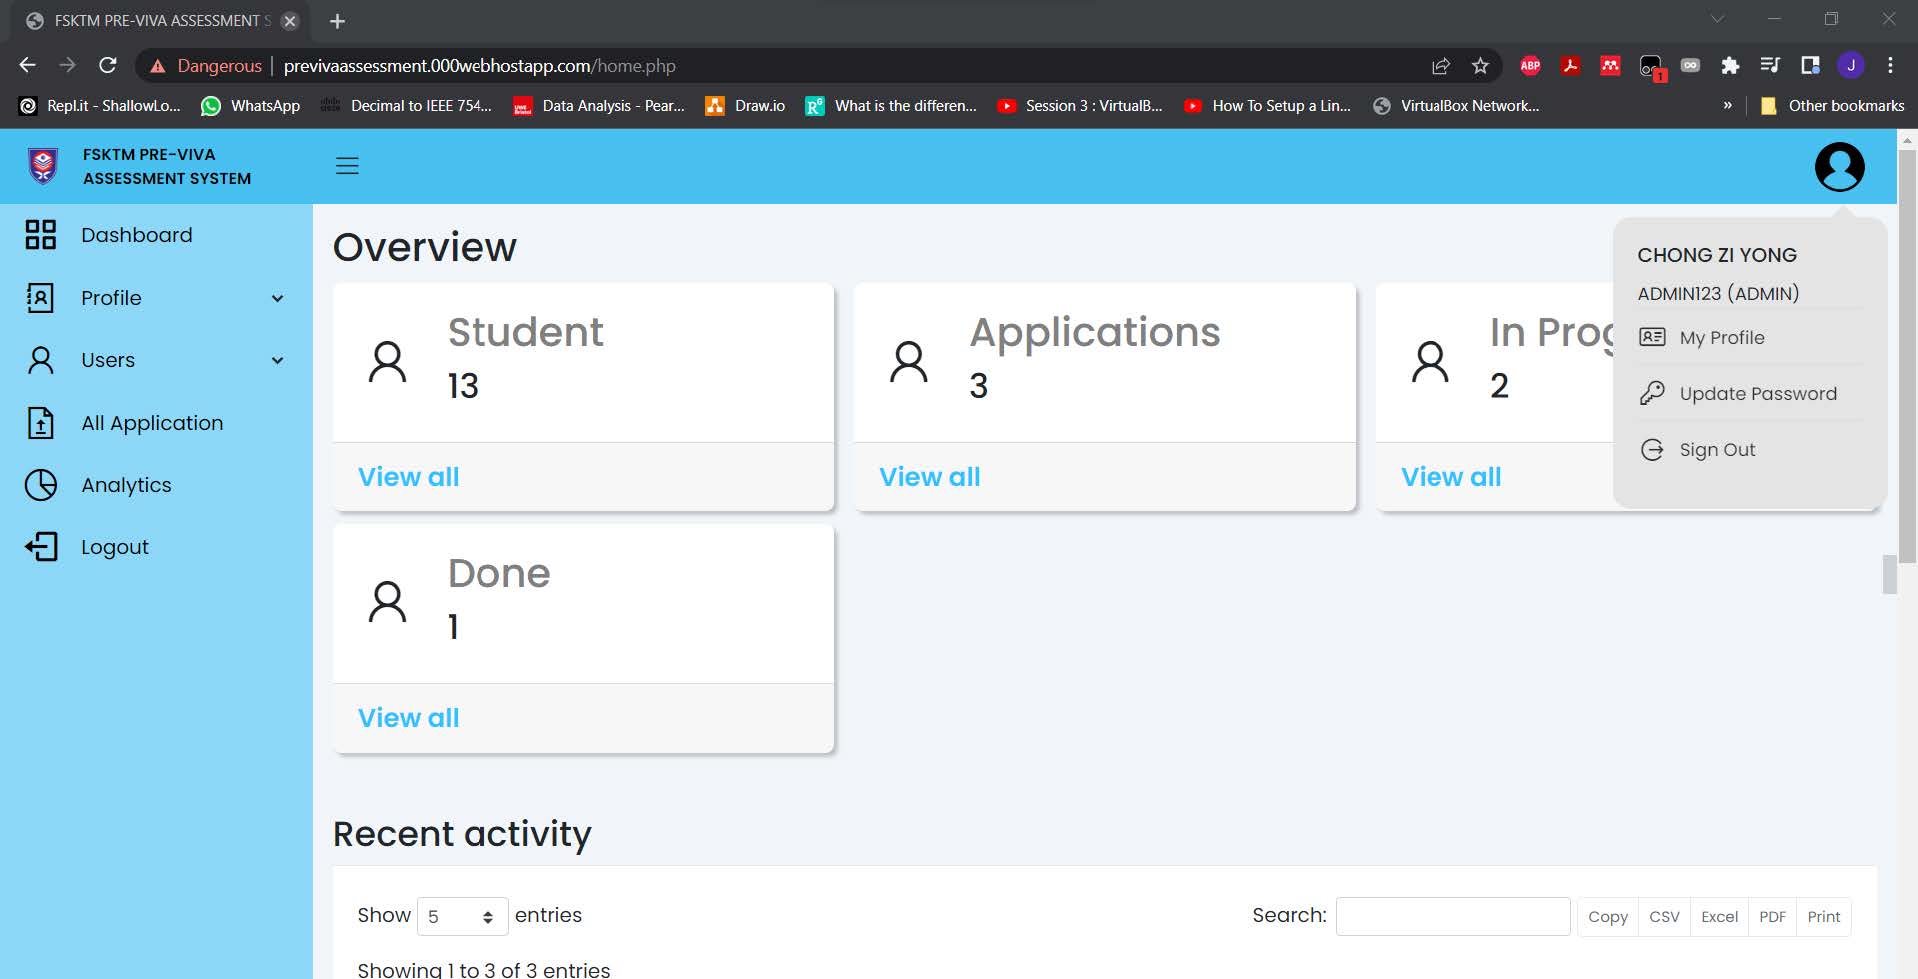 FSKTM PRE-VIVA ASSESSMENT S
Dangerous | previvaassessment.000webhostapp.com/home.php
ABP
1
J
Repl.it - ShallowLo... WhatsApp Decimal to IEEE 754... Data Analysis - Pear... Draw.io What is the differen... Session 3 : VirtualB... How To Setup a Lin... VirtualBox Network... » Other bookmarks
FSKTM PRE-VIVA
ASSESSMENT SYSTEM
Dashboard
Profile
Users
All Application
Analytics
Logout
Overview
Student
13
View all
Applications
3
View all
In Prog
2
View all
CHONG ZI YONG
ADMIN123 (ADMIN)
My Profile
Update Password
Sign Out
Done
1
View all
Recent activity
Show 5 entries
Search: Copy CSV Excel PDF Print
Showing 1 to 3 of 3 entries